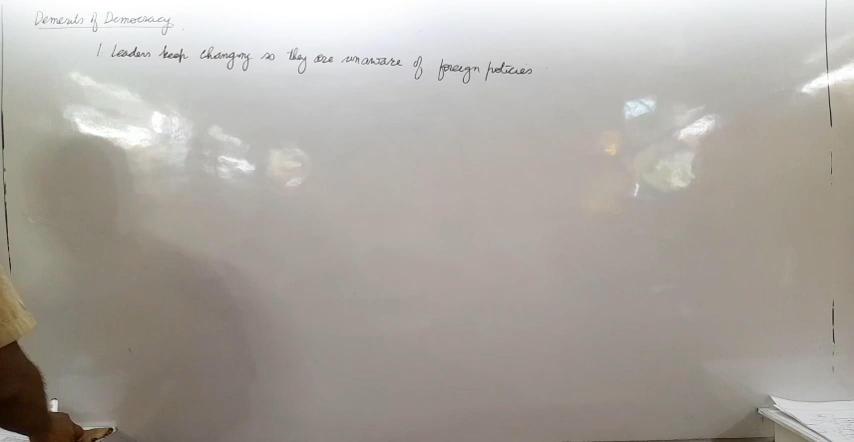 Demerits of Democracy
1 Leaders keep changing so they are unaware of foreign policies